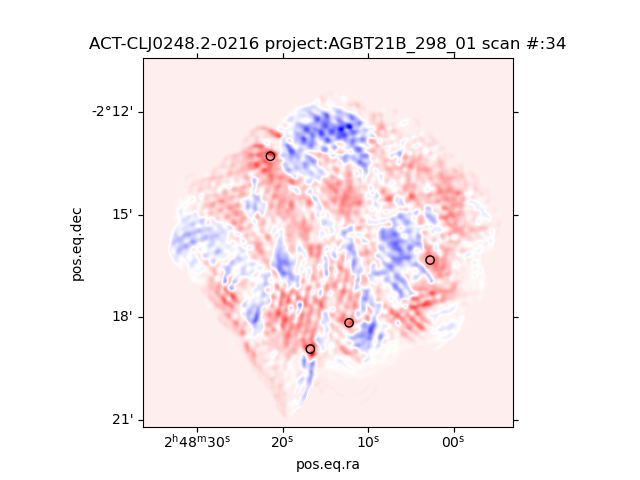 ACT-CLJ0248.2-0216 project:AGBT21B_298_01 scan #:34
-2°12'
15'
18'
21'
pos.eq.dec
2h48m30s 20s 10s 00s
pos.eq.ra